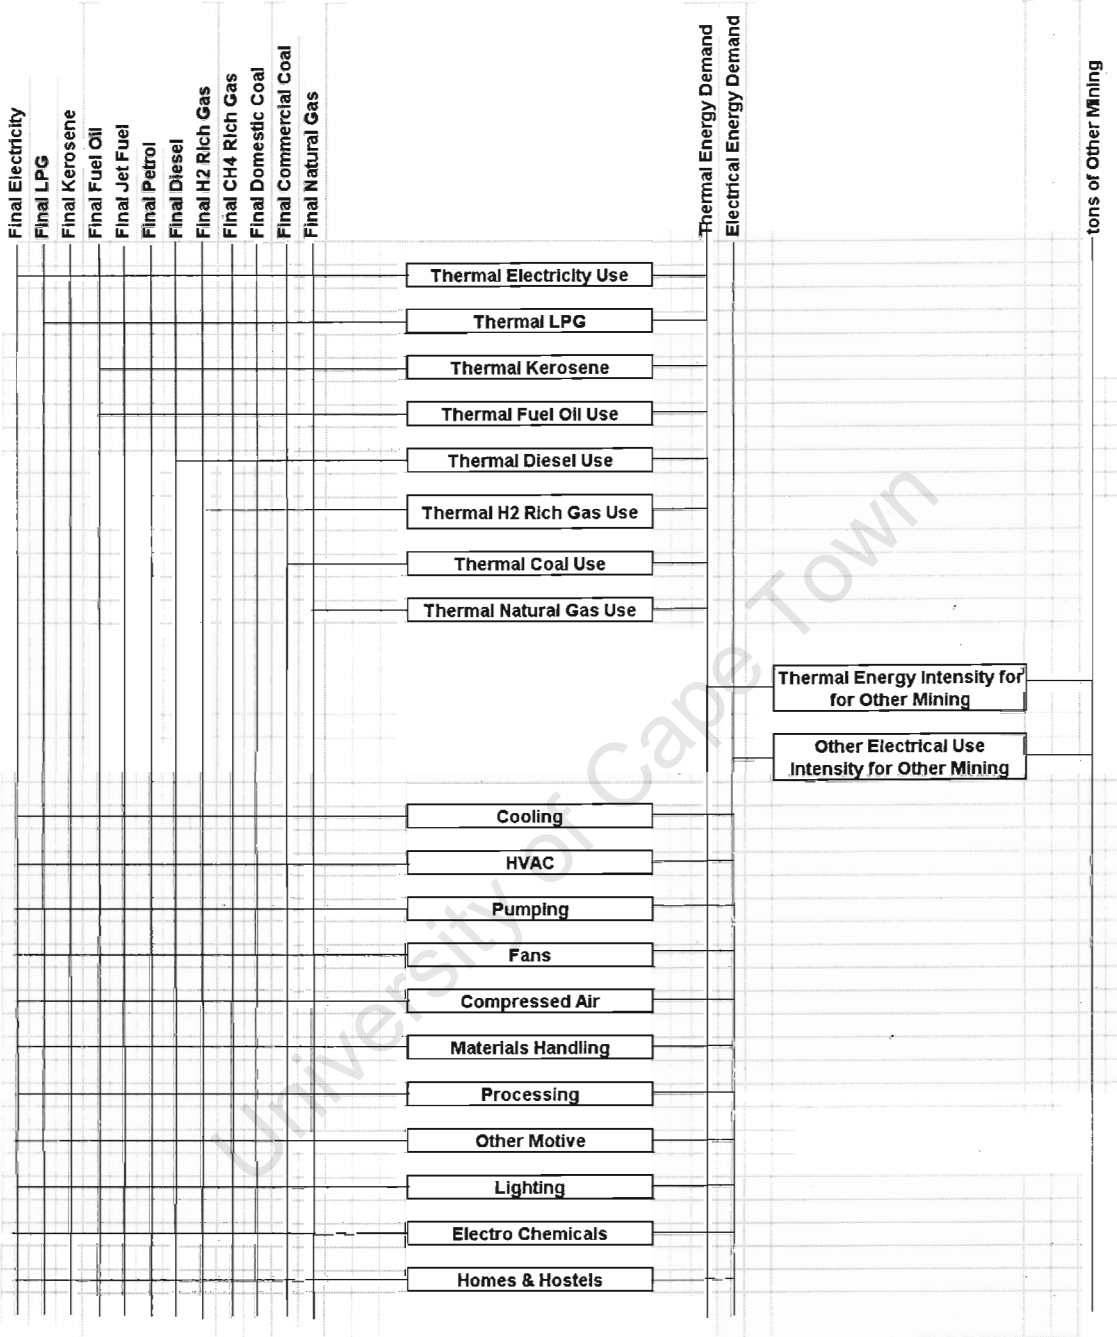 Final Electricity
Final LPG
Final Kerosene
Final Fuel Oil
Final Jet Fuel
Final Petrol
Final Diesel
Final H2 Rich Gas
Final CH4 Rich Gas
Final Domestic Coal
Final Commercial Coal
Final Natural Gas
Thermal Energy Demand
Electrical Energy Demand
tons of Other Mining
Thermal Electricity Use
Thermal LPG
Thermal Kerosene
Thermal Fuel Oil Use
Thermal Diesel Use
Thermal H2 Rich Gas Use
Thermal Coal Use
Thermal Natural Gas Use
Thermal Energy Intensity for
for Other Mining
Other Electrical Use
Intensity for Other Mining
Cooling
HVAC
Pumping
Fans
Compressed Air
Materials Handling
Processing
Other Motive
Lighting
Electro Chemicals
Homes & Hostels
University of Cape Town